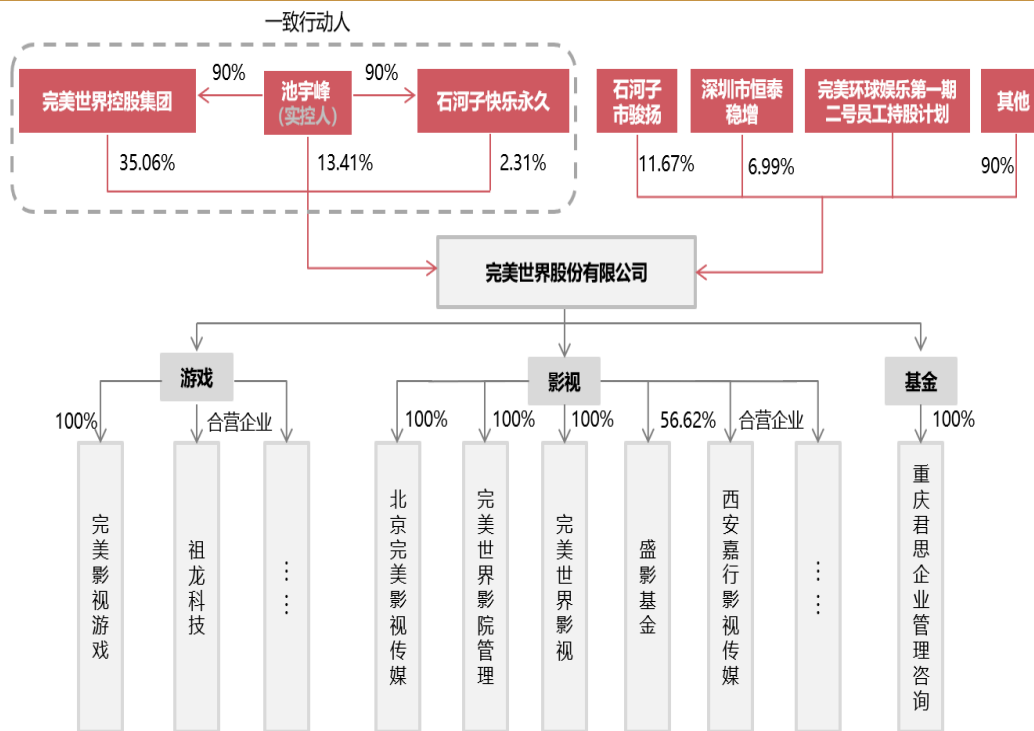 一致行动人
完美世界控股集团
90%
池宇峰
(实控人)
90%
石河子快乐永久
石河子
市骏扬
深圳市恒泰
稳增
完美环球娱乐第一期
二号员工持股计划
其他
35.06%
13.41%
2.31%
11.67%
6.99%
90%
完美世界股份有限公司
游戏
影视
基金
100%
合营企业
100%
100%
100%
56.62%
合营企业
100%
完美影视游戏
祖龙科技
……
北京完美影视传媒
完美世界影院管理
完美世界影视
盛影基金
西安嘉行影视传媒
……
重庆君思企业管理咨询